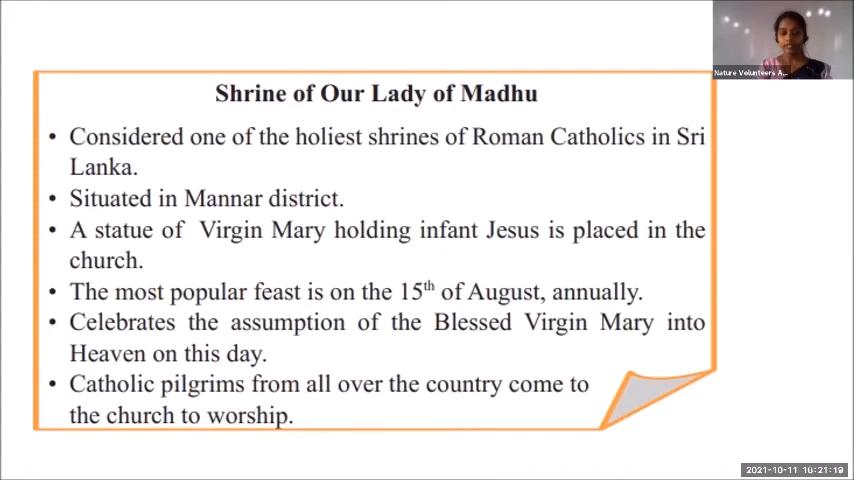 Nature Volunteers A...
Shrine of Our Lady of Madhu
• Considered one of the holiest shrines of Roman Catholics in Sri
Lanka.
• Situated in Mannar district.
• A statue of Virgin Mary holding infant Jesus is placed in the
church.
• The most popular feast is on the 15th of August, annually.
• Celebrates the assumption of the Blessed Virgin Mary into
Heaven on this day.
• Catholic pilgrims from all over the country come to
the church to worship.
2021-10-11 10:21:19